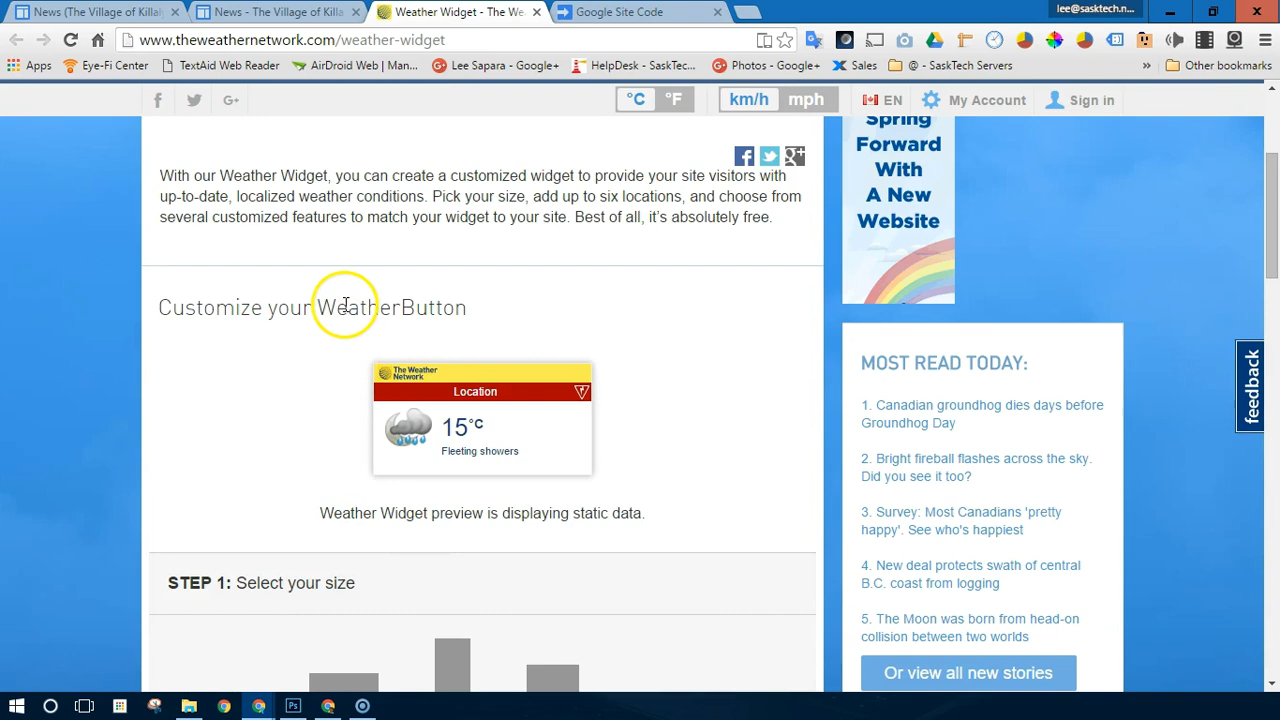 News (The Village of Killal
News - The Village of Killa
Weather Widget - The We
Google Site Code
lee@sasktech.n...
www.theweathernetwork.com/weather-widget
Apps
Eye-Fi Center
TextAid Web Reader
AirDroid Web | Man...
Lee Sapara - Google+
HelpDesk - SaskTec...
Photos - Google+
Sales
@ - SaskTech Servers
»
Other bookmarks
°C
°F
km/h
mph
EN
My Account
Sign in
With our Weather Widget, you can create a customized widget to provide your site visitors with
up-to-date, localized weather conditions. Pick your size, add up to six locations, and choose from
several customized features to match your widget to your site. Best of all, it's absolutely free.
Customize your WeatherButton
The Weather
Network
Location
15°C
Fleeting showers
Weather Widget preview is displaying static data.
STEP 1: Select your size
Spring
Forward
With
A New
Website
MOST READ TODAY:
1. Canadian groundhog dies days before
Groundhog Day
2. Bright fireball flashes across the sky.
Did you see it too?
3. Survey: Most Canadians 'pretty
happy'. See who's happiest
4. New deal protects swath of central
B.C. coast from logging
5. The Moon was born from head-on
collision between two worlds
Or view all new stories
feedback